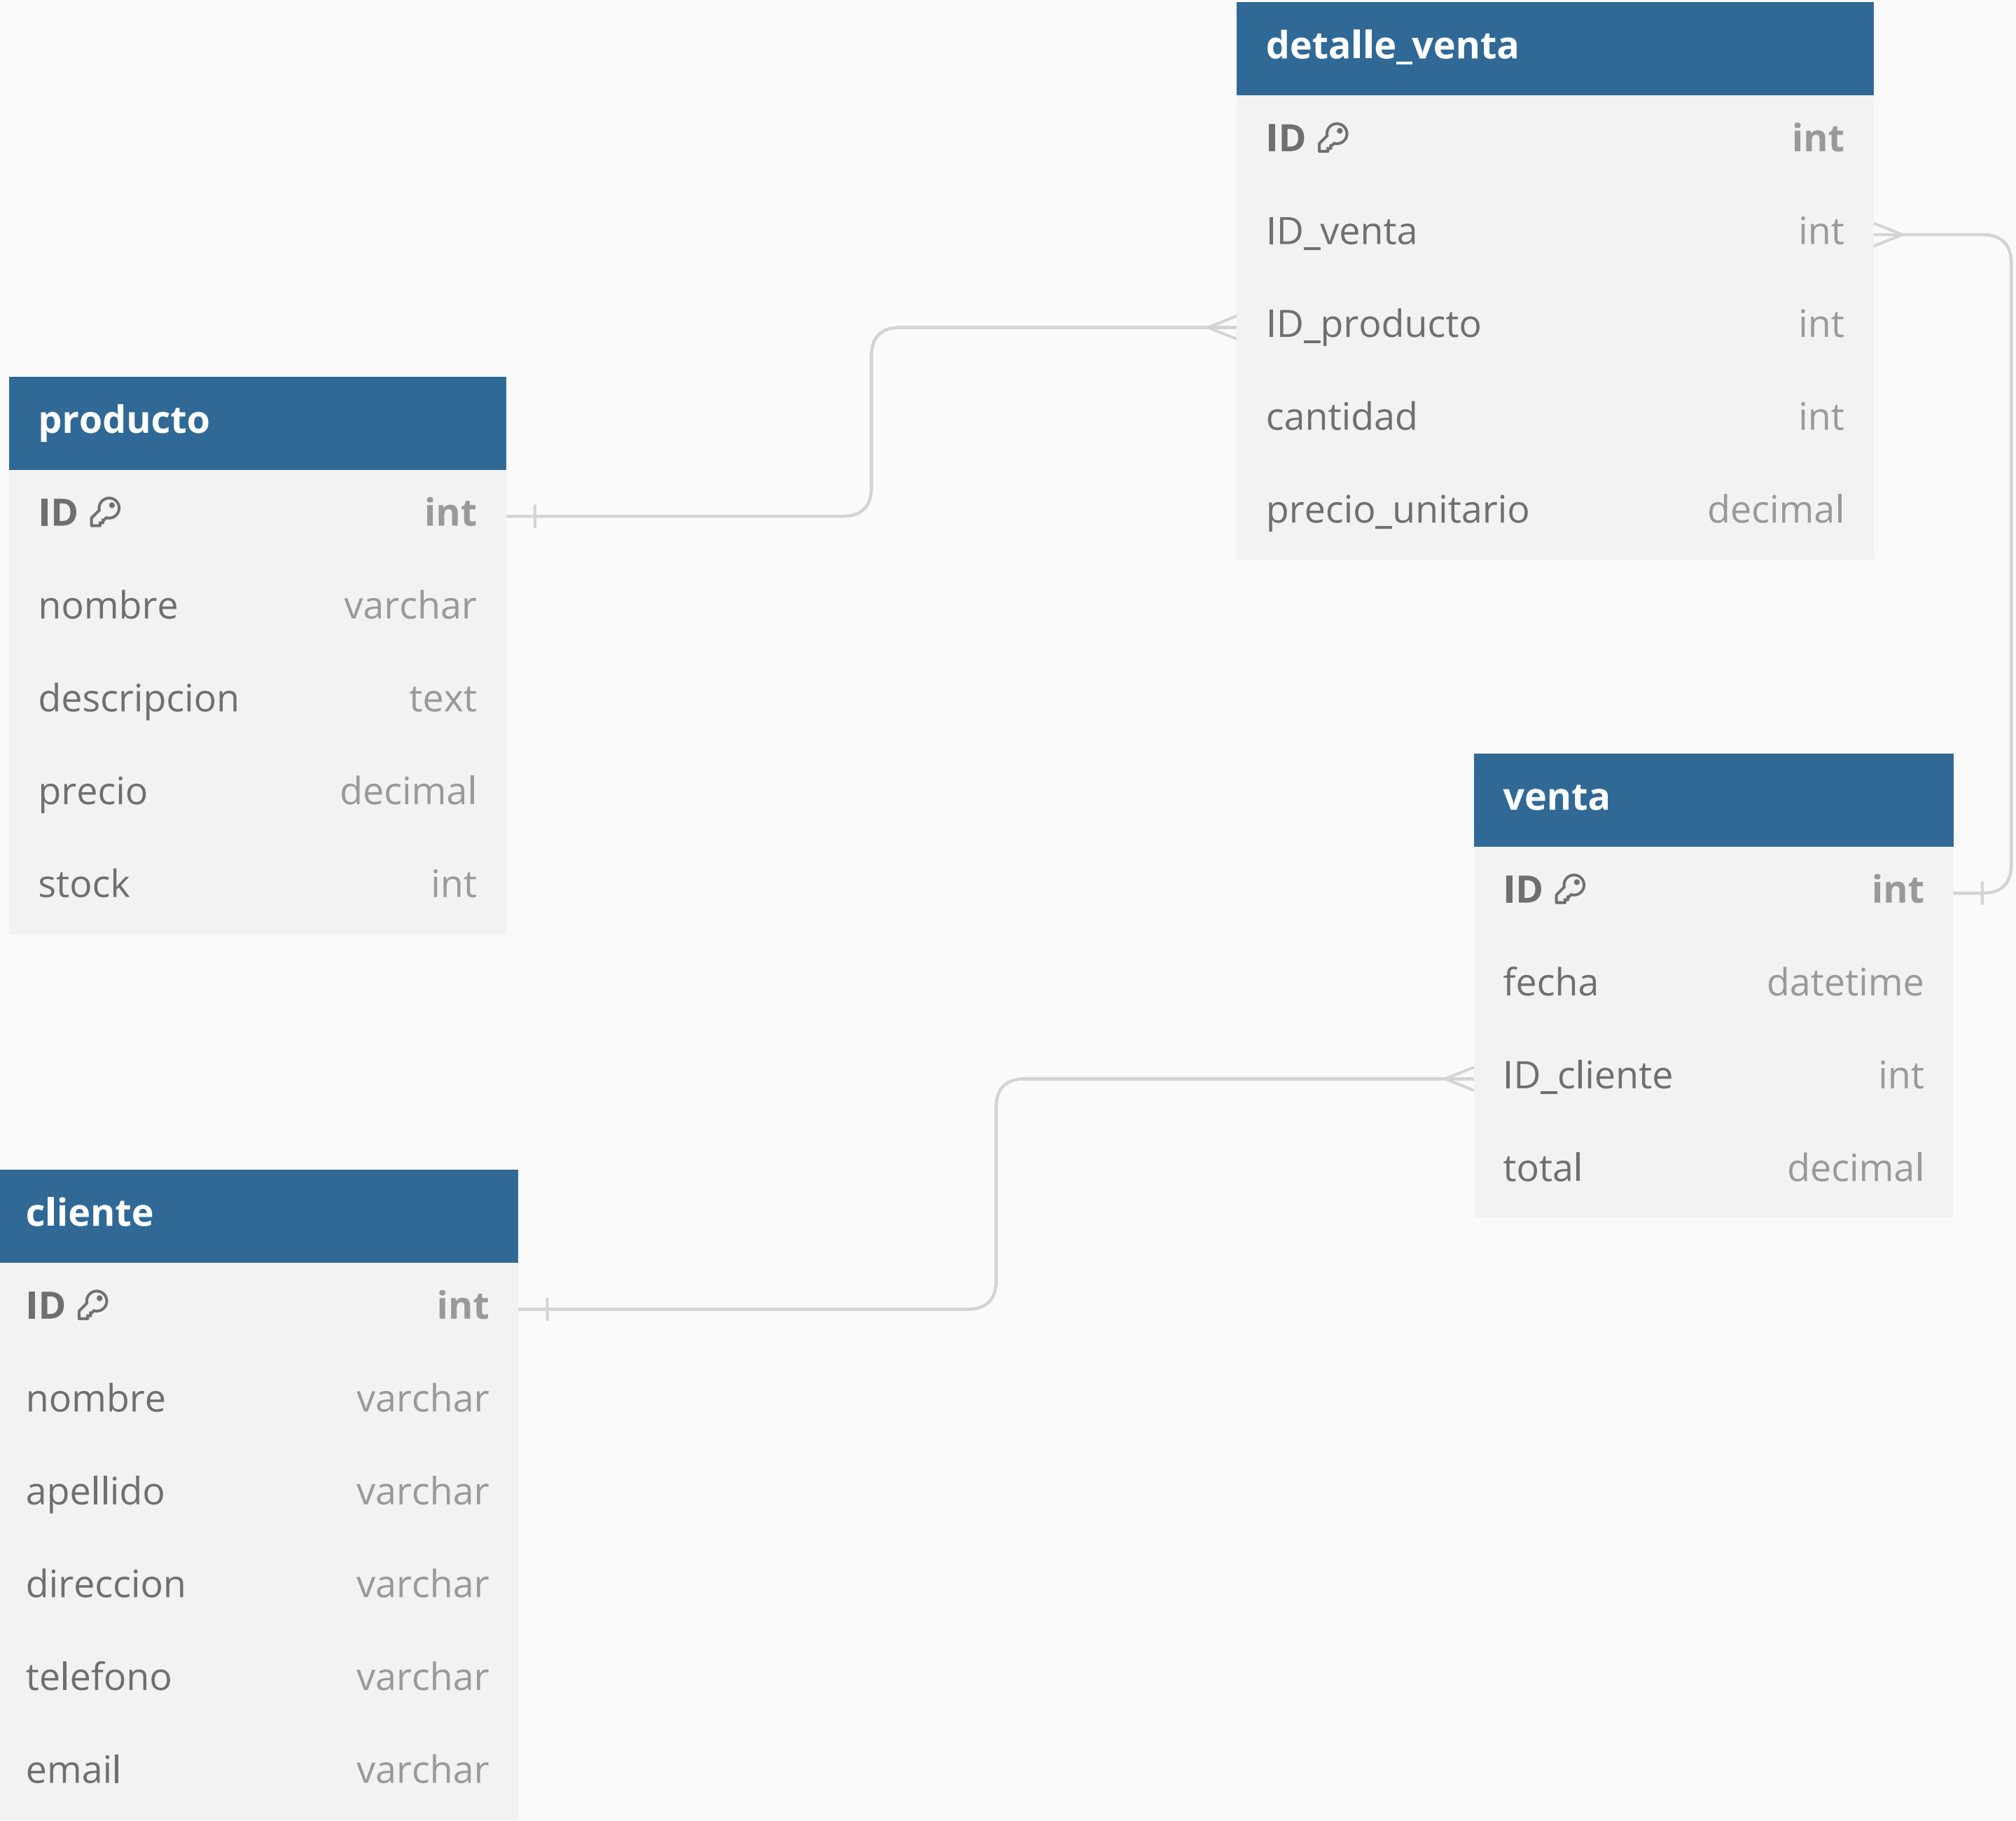 detalle_venta
ID int
ID_venta int
ID_producto int
cantidad int
precio_unitario decimal
producto
ID int
nombre varchar
descripcion text
precio decimal
stock int
venta
ID int
fecha datetime
ID_cliente int
total decimal
cliente
ID int
nombre varchar
apellido varchar
direccion varchar
telefono varchar
email varchar